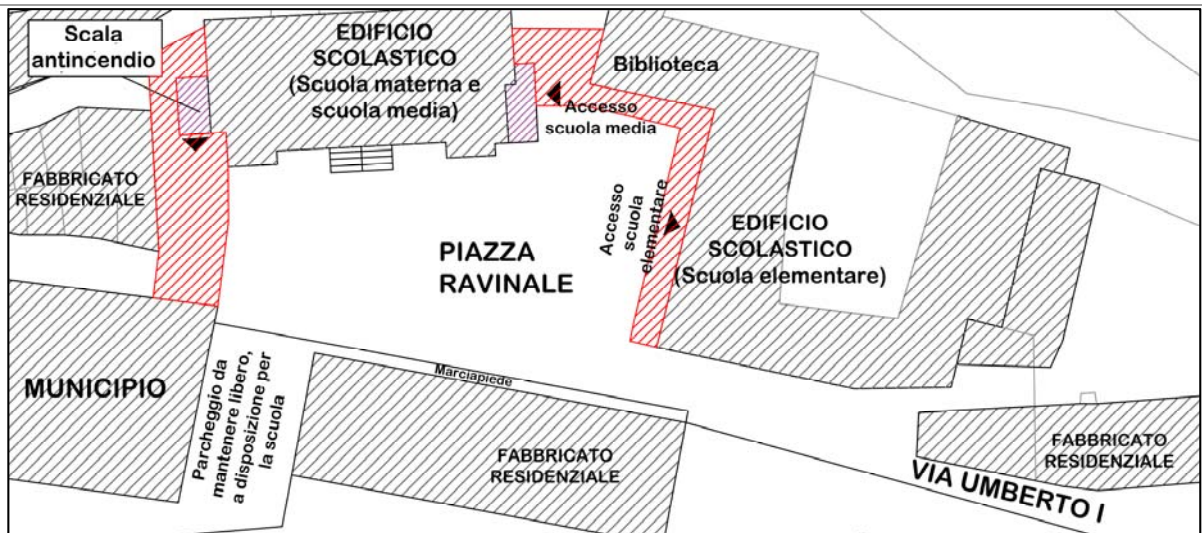 Scala
antincendio
EDIFICIO
SCOLASTICO
(Scuola materna e
scuola media)
Biblioteca
Accesso
scuola media
FABBRICATO
RESIDENZIALE
Accesso
scuola
elementare
EDIFICIO
SCOLASTICO
(Scuola elementare)
PIAZZA
RAVINALE
MUNICIPIO
Parcheggio da
mantenere libero,
a disposizione per
la scuola
Marciapiede
FABBRICATO
RESIDENZIALE
FABBRICATO
RESIDENZIALE
VIA UMBERTO I